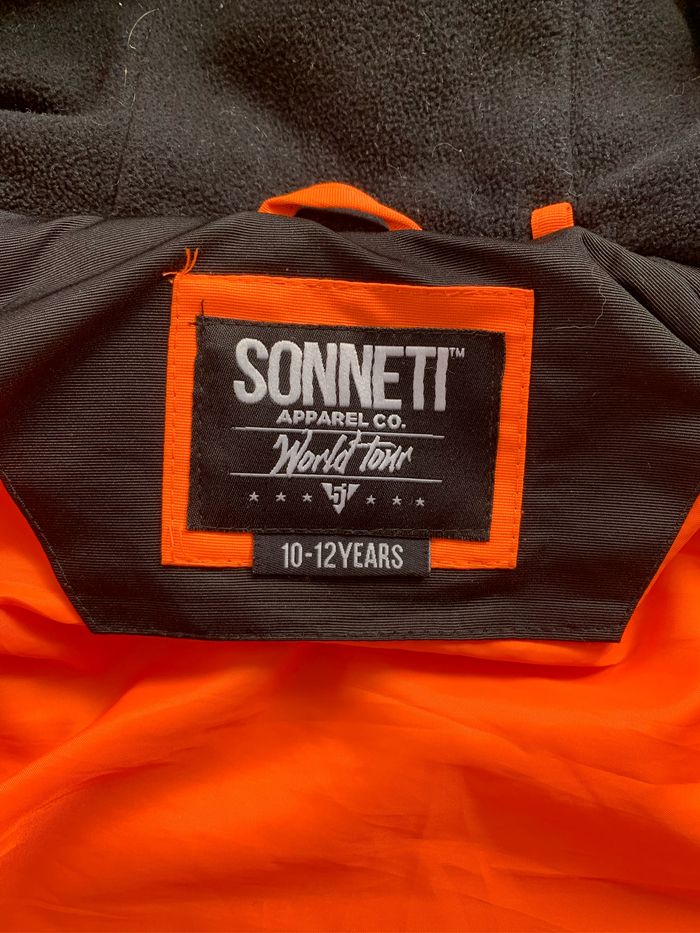 SONNETI™
APPAREL CO.
World tour
10-12YEARS